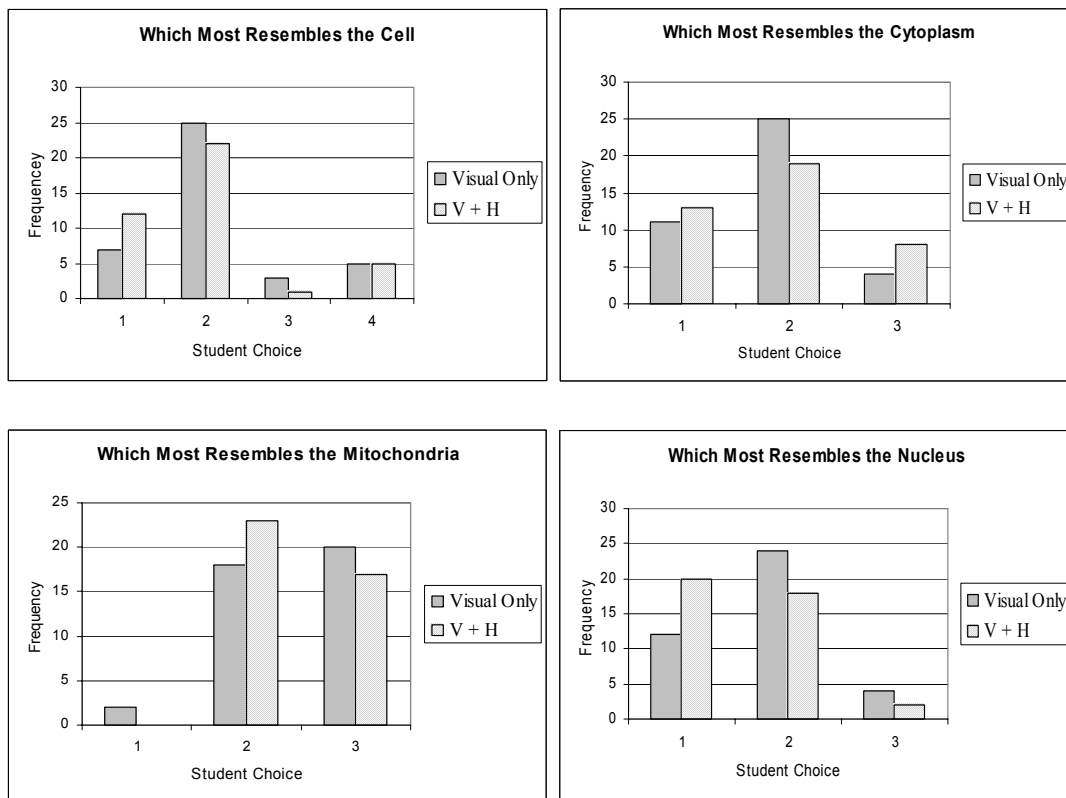 Which Most Resembles the Cell
30
25
20
15
10
5
0
Frequencey
1 2 3 4
Student Choice
Visual Only
V + H
Which Most Resembles the Cytoplasm
30
25
20
15
10
5
0
Frequency
1 2 3
Student Choice
Visual Only
V + H
Which Most Resembles the Mitochondria
25
20
15
10
5
0
Frequency
1 2 3
Student Choice
Visual Only
V + H
Which Most Resembles the Nucleus
30
25
20
15
10
5
0
Frequency
1 2 3
Student Choice
Visual Only
V + H